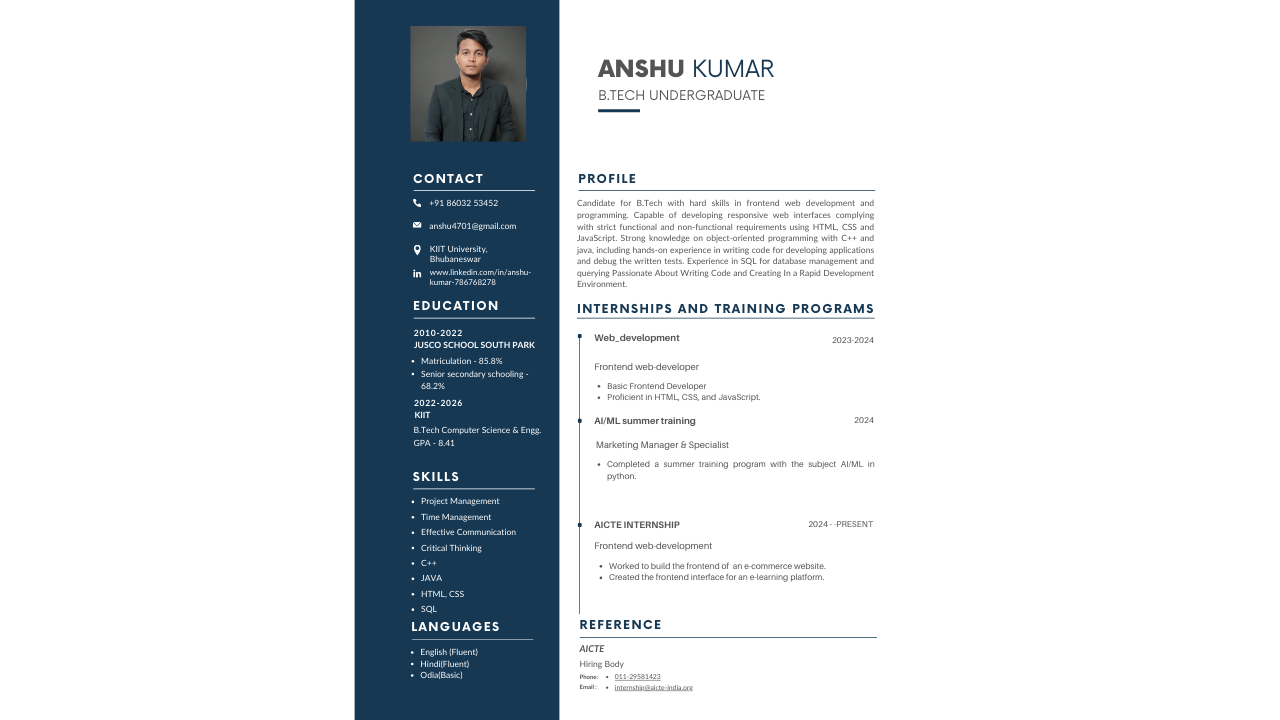 ANSHU KUMAR
B.TECH UNDERGRADUATE
CONTACT
+91 86032 53452
anshu4701@gmail.com
KIIT University,
Bhubaneswar
www.linkedin.com/in/anshu-
kumar-786768278
EDUCATION
2010-2022
JUSCO SCHOOL SOUTH PARK
• Matriculation - 85.8%
• Senior secondary schooling -
68.2%
2022-2026
KIIT
B.Tech Computer Science & Engg.
GPA - 8.41
SKILLS
• Project Management
• Time Management
• Effective Communication
• Critical Thinking
• C++
• JAVA
• HTML, CSS
• SQL
LANGUAGES
• English (Fluent)
• Hindi(Fluent)
• Odia(Basic)
PROFILE
Candidate for B.Tech with hard skills in frontend web development and
programming. Capable of developing responsive web interfaces complying
with strict functional and non-functional requirements using HTML, CSS and
JavaScript. Strong knowledge on object-oriented programming with C++ and
java, including hands-on experience in writing code for developing applications
and debug the written tests. Experience in SQL for database management and
querying Passionate About Writing Code and Creating In a Rapid Development
Environment.
INTERNSHIPS AND TRAINING PROGRAMS
Web_development 2023-2024
Frontend web-developer
• Basic Frontend Developer
• Proficient in HTML, CSS, and JavaScript.
AI/ML summer training 2024
Marketing Manager & Specialist
• Completed a summer training program with the subject AI/ML in
python.
AICTE INTERNSHIP 2024 - -PRESENT
Frontend web-development
• Worked to build the frontend of an e-commerce website.
• Created the frontend interface for an e-learning platform.
REFERENCE
AICTE
Hiring Body
Phone: • 011-29581423
Email : • internship@aicte-india.org